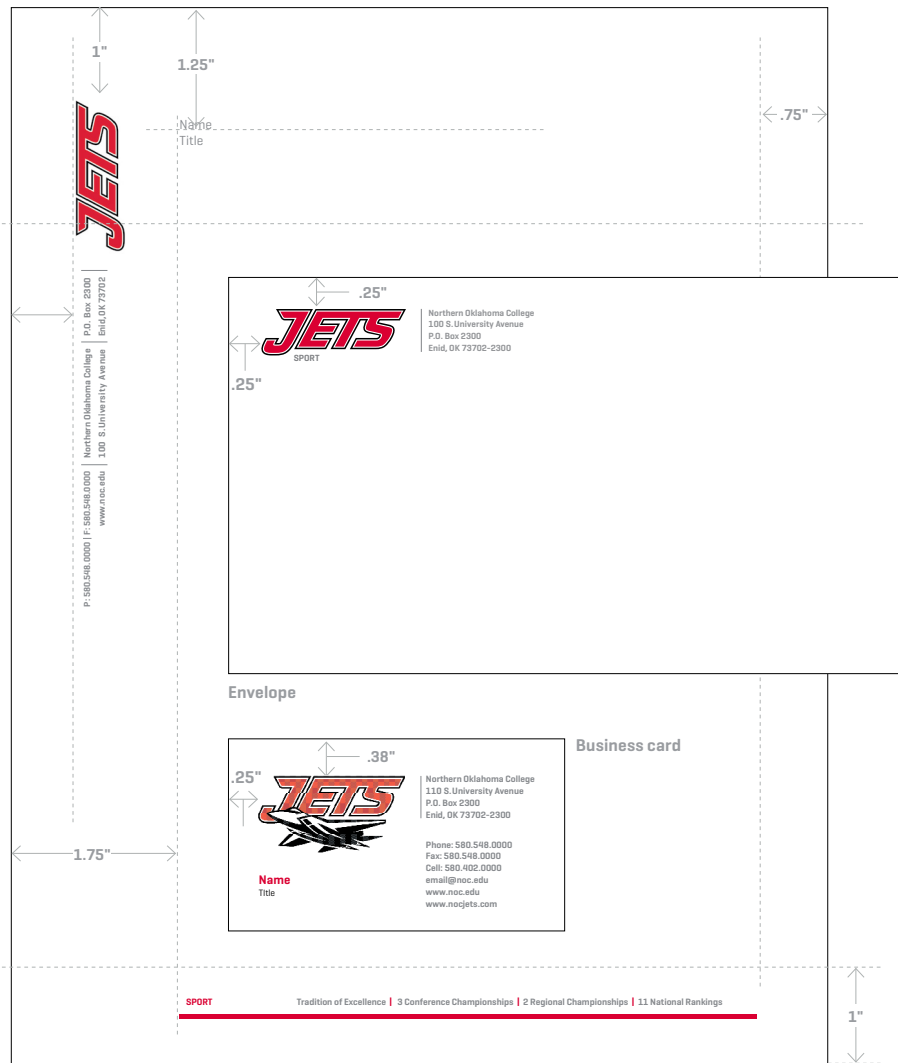 1"
1.25"
.75"
Name
Title
JETS
P: 580.548.0000 | F: 580.548.0000 | Northern Oklahoma College | P.O. Box 2300
www.noc.edu | 100 S.University Avenue | Enid,OK 73702
.25"
JETS
SPORT
.25"
Northern Oklahoma College
100 S.University Avenue
P.O. Box 2300
Enid, OK 73702-2300
Envelope
Business card
.38"
.25"
JETS
Name
Title
Northern Oklahoma College
110 S.University Avenue
P.O. Box 2300
Enid, OK 73702-2300
Phone: 580.548.0000
Fax: 580.548.0000
Cell: 580.402.0000
email@noc.edu
www.noc.edu
www.nocjets.com
1.75"
SPORT Tradition of Excellence | 3 Conference Championships | 2 Regional Championships | 11 National Rankings
1"